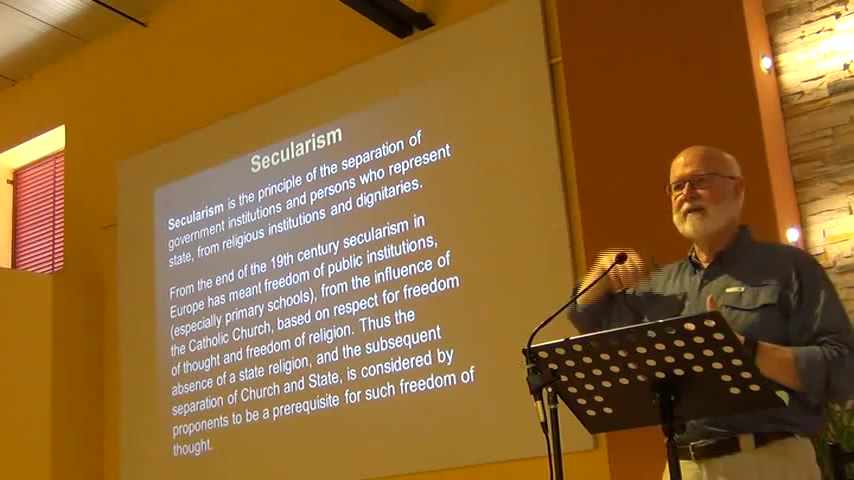 Secularism
Secularism is the principle of the separation of
government institutions and persons who represent
state, from religious institutions and dignitaries.
From the end of the 19th century secularism in
Europe has meant freedom of public institutions,
(especially primary schools), from the influence of
the Catholic Church, based on respect for freedom
of thought and freedom of religion. Thus the
absence of a state religion, and the subsequent
separation of Church and State, is considered by
proponents to be a prerequisite for such freedom of
thought.